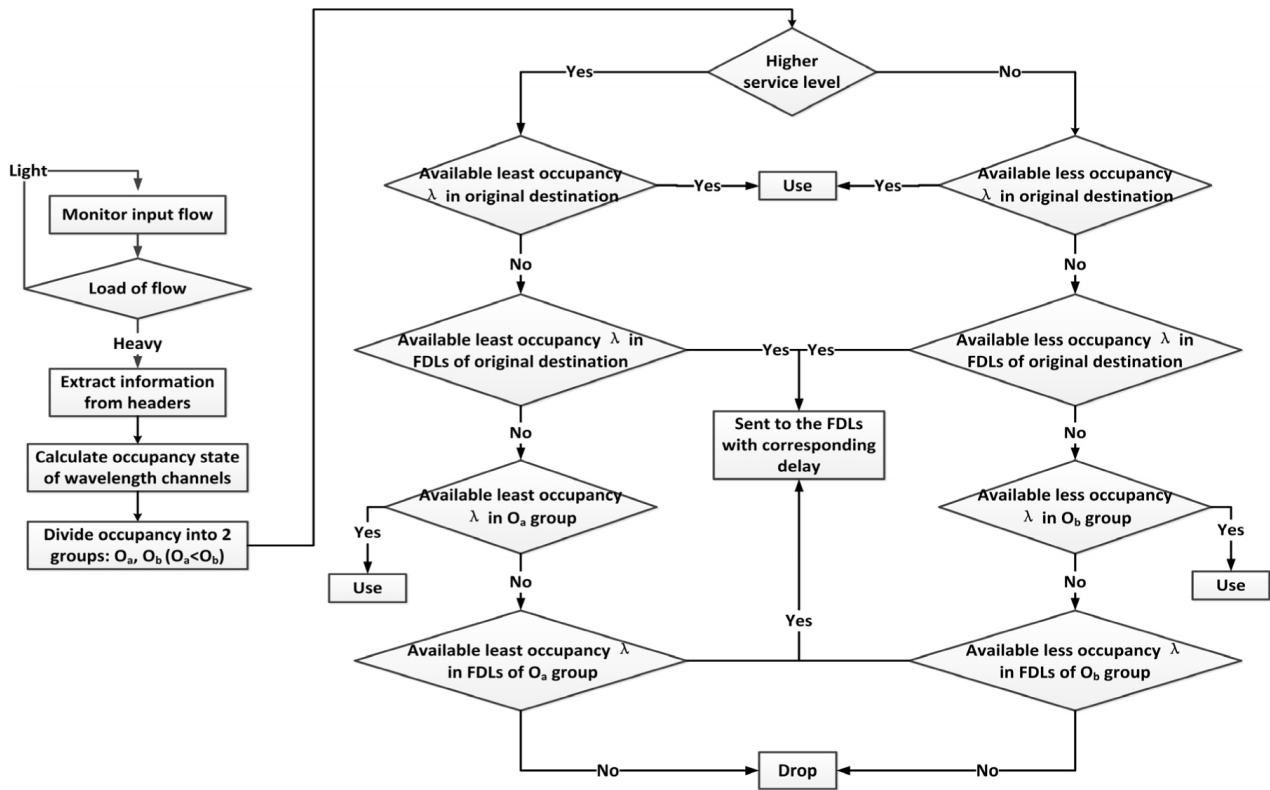 Light
Monitor input flow
Load of flow
Heavy
Extract information
from headers
Calculate occupancy state
of wavelength channels
Divide occupancy into 2
groups: Oa, Ob (Oa<Ob)
Higher
service level
Yes
No
Available least occupancy
λ in original destination
Yes
Use
Yes
Available less occupancy
λ in original destination
No
No
Available least occupancy λ in
FDLs of original destination
Yes
Yes
Available less occupancy λ in
FDLs of original destination
Sent to the FDLs
with corresponding
delay
No
No
Available least occupancy
λ in Oa group
Available less occupancy
λ in Ob group
Yes
Yes
Use
Use
No
No
Yes
Available least occupancy λ
in FDLs of Oa group
Available less occupancy λ
in FDLs of Ob group
No
Drop
No